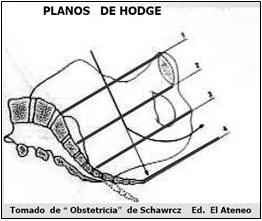 PLANOS DE HODGE
1
2
3
4
Tomado de “ Obstetricia” de Schawrcz Ed. El Ateneo